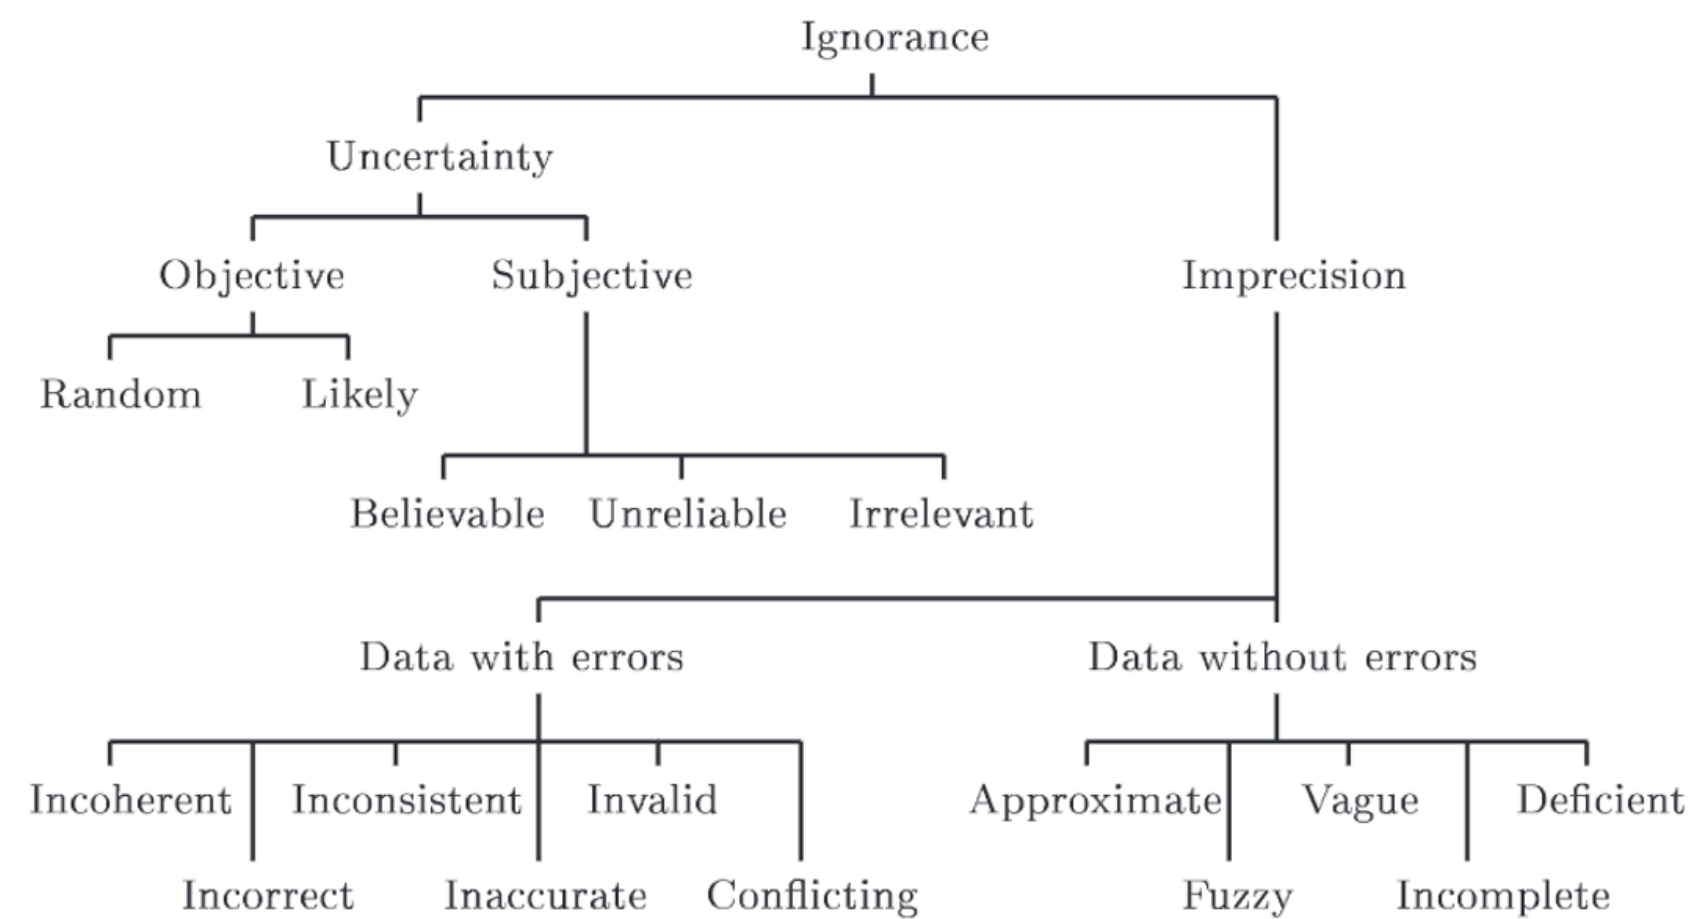 Ignorance
Uncertainty
Objective Subjective Imprecision
Random Likely
Believable Unreliable Irrelevant
Data with errors Data without errors
Incoherent Inconsistent Invalid Approximate Vague Deficient
Incorrect Inaccurate Conflicting Fuzzy Incomplete